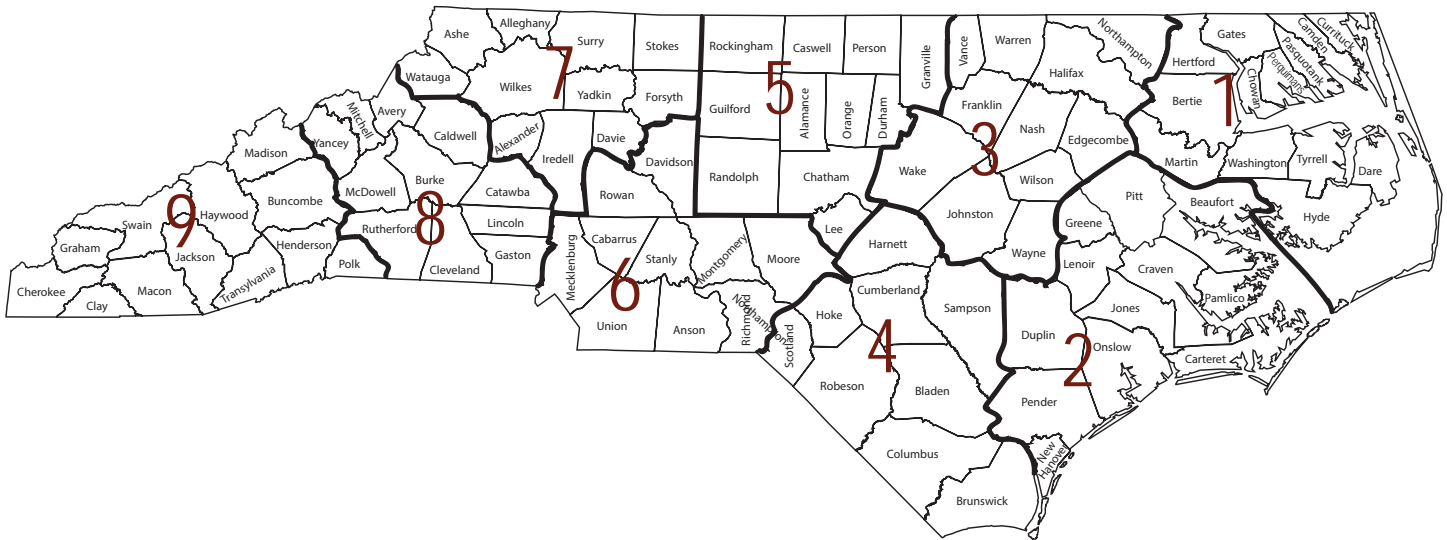 Alleghany
Ashe
Surry
Stokes
Rockingham
Caswell
Person
Granville
Vance
Warren
Northampton
Gates
Camden
Currituck
Pasquotank
Perquimans
Chowan
Hertford
Halifax
Watauga
Wilkes
7
Yadkin
Forsyth
Guilford
5
Alamance
Orange
Durham
Franklin
Nash
Edgecombe
Bertie
1
Mitchell
Avery
Caldwell
Alexander
Iredell
Davie
Davidson
Randolph
Chatham
Wake
3
Wilson
Martin
Washington
Tyrrell
Dare
Madison
Yancey
McDowell
Burke
Catawba
Rowan
Johnston
Pitt
Beaufort
Hyde
Buncombe
Haywood
Swain
9
Rutherford
8
Lincoln
Lee
Harnett
Wayne
Greene
Graham
Jackson
Henderson
Polk
Cleveland
Gaston
Mecklenburg
Cabarrus
Stanly
Montgomery
Moore
Lenoir
Craven
Pamlico
Cherokee
Clay
Macon
Transylvania
6
Union
Anson
Richmond
Northampton
Scotland
Hoke
Cumberland
Sampson
Duplin
Jones
Onslow
2
Carteret
4
Robeson
Bladen
Pender
Columbus
New
Hanover
Brunswick